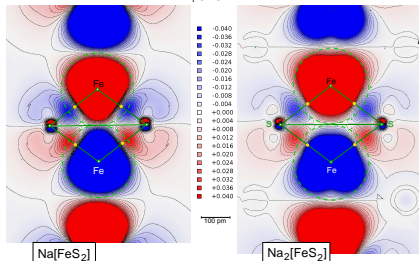 Fe
Fe
Na[FeS₂]
-0.040
-0.036
-0.032
-0.028
-0.024
-0.020
-0.016
-0.012
-0.008
-0.004
+0.000
+0.004
+0.008
+0.012
+0.016
+0.020
+0.024
+0.028
+0.032
+0.036
+0.040
100 pm
Fe
S
S
Fe
Na₂[FeS₂]